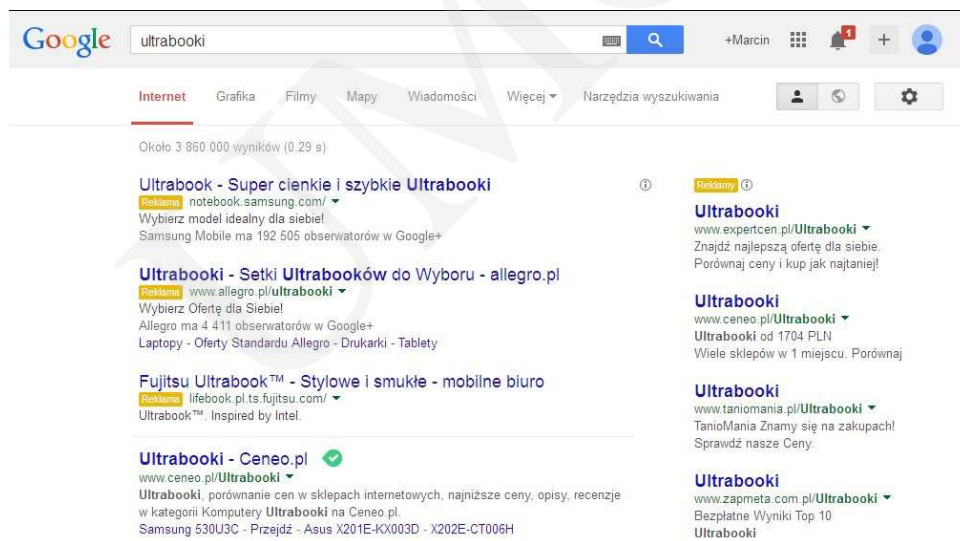 Google
ultrabooki
+Marcin
1
Internet Grafika Filmy Mapy Wiadomości Więcej Narzędzia wyszukiwania
Około 3 860 000 wyników (0,29 s)
Ultrabook - Super cienkie i szybkie Ultrabooki
Reklama notebook.samsung.com/
Wybierz model idealny dla siebie!
Samsung Mobile ma 192 505 obserwatorów w Google+
Ultrabooki - Setki Ultrabooków do Wyboru - allegro.pl
Reklama www.allegro.pl/ultrabooki
Wybierz Ofertę dla Siebie!
Allegro ma 4 411 obserwatorów w Google+
Laptopy - Oferty Standardu Allegro - Drukarki - Tablety
Fujitsu Ultrabook™ - Stylowe i smukłe - mobilne biuro
Reklama lifebook.pl.ts.fujitsu.com/
Ultrabook™. Inspired by Intel.
Ultrabooki - Ceneo.pl
www.ceneo.pl/Ultrabooki
Ultrabooki, porównanie cen w sklepach internetowych, najniższe ceny, opisy, recenzje
w kategorii Komputery Ultrabooki na Ceneo.pl.
Samsung 530U3C - Przejdź - Asus X201E-KX003D - X202E-CT006H
Reklamy
Ultrabooki
www.expertcen.pl/Ultrabooki
Znajdź najlepszą ofertę dla siebie.
Porównaj ceny i kup jak najtaniej!
Ultrabooki
www.ceneo.pl/Ultrabooki
Ultrabooki od 1704 PLN
Wiele sklepów w 1 miejscu. Porównaj
Ultrabooki
www.taniomania.pl/Ultrabooki
TanioMania Znamy się na zakupach!
Sprawdź nasze Ceny.
Ultrabooki
www.zapmeta.com.pl/Ultrabooki
Bezpłatne Wyniki Top 10
Ultrabooki